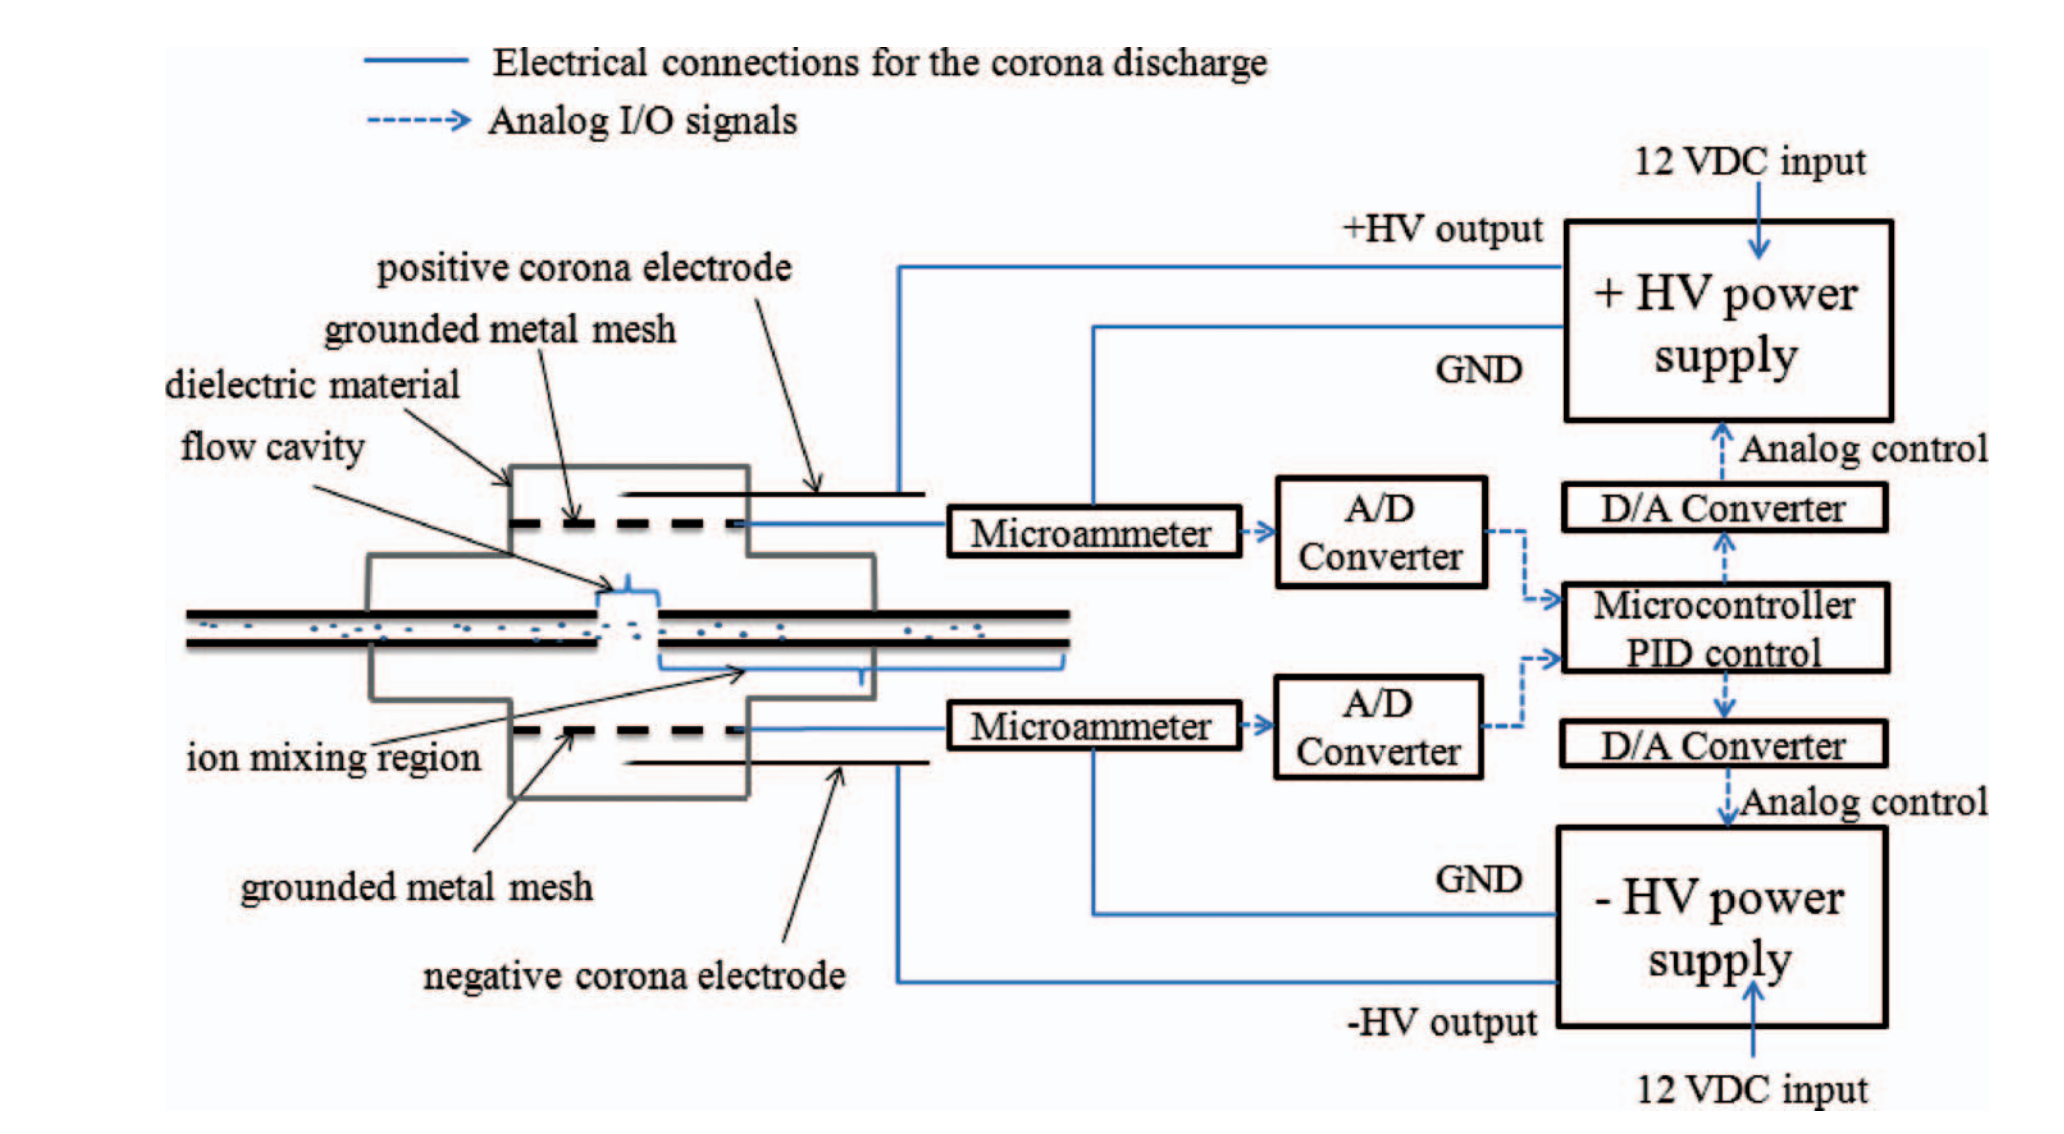 Electrical connections for the corona discharge
Analog I/O signals
12 VDC input
+HV output
+ HV power
supply
GND
positive corona electrode
grounded metal mesh
dielectric material
flow cavity
Analog control
D/A Converter
Microammeter
A/D
Converter
Microcontroller
PID control
Microammeter
A/D
Converter
D/A Converter
Analog control
ion mixing region
grounded metal mesh
negative corona electrode
GND
- HV power
supply
-HV output
12 VDC input